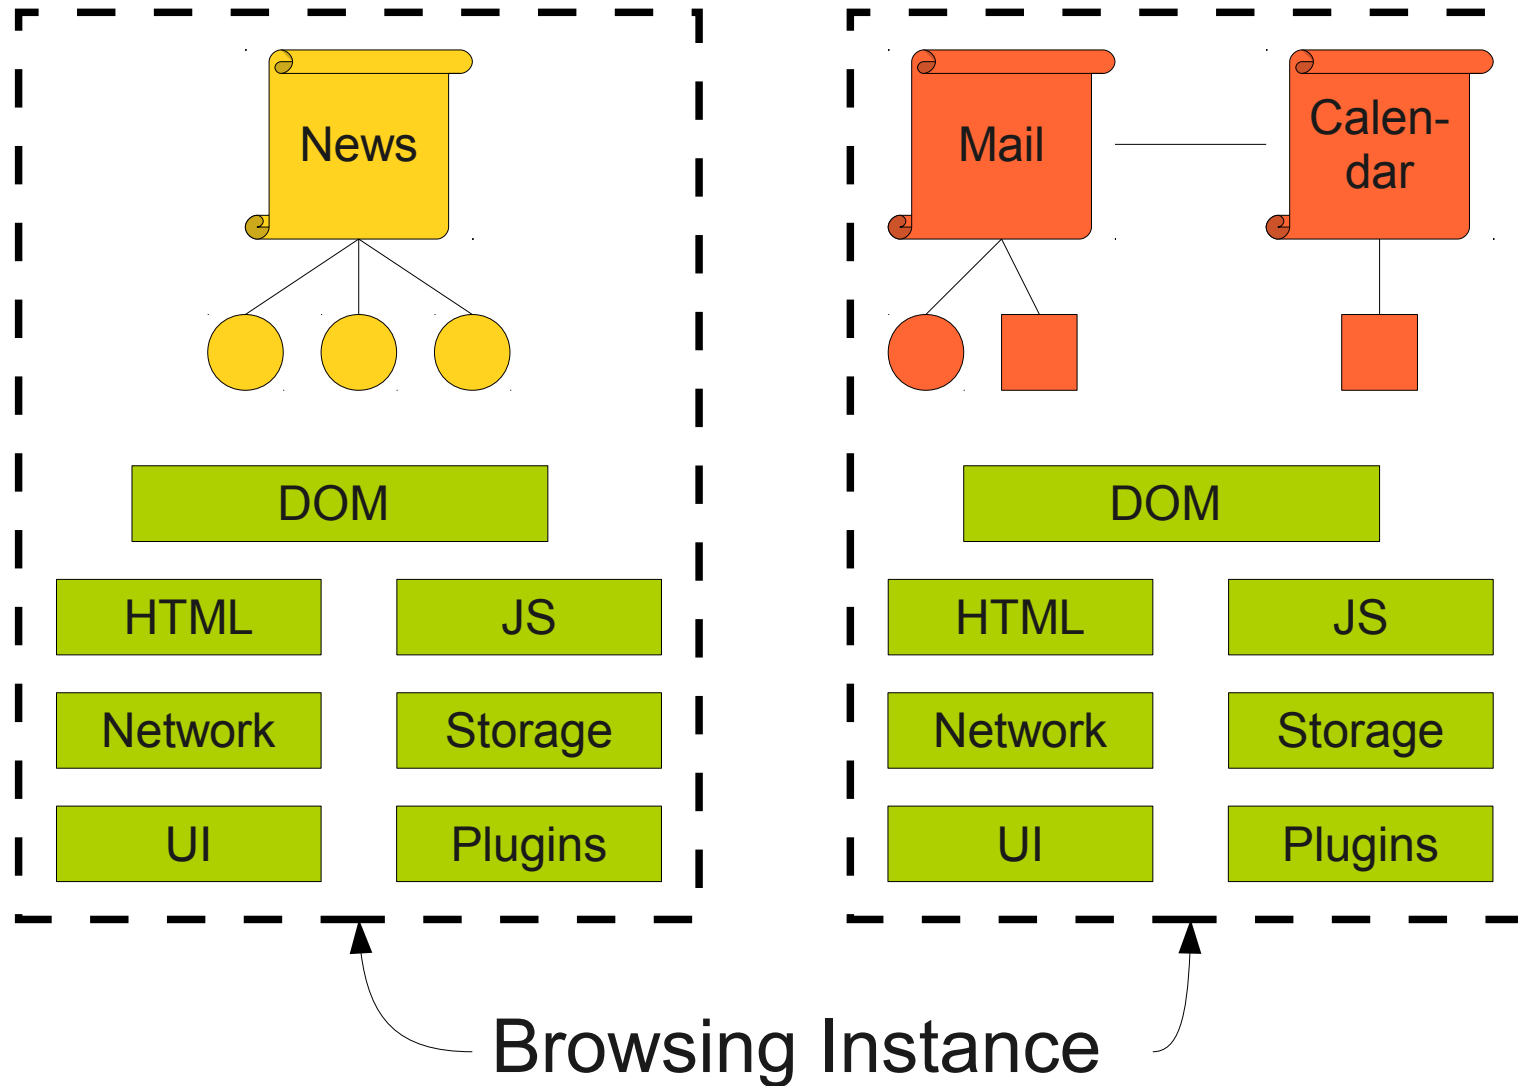 News
Mail
Calen-
dar
DOM
DOM
HTML
JS
HTML
JS
Network
Storage
Network
Storage
UI
Plugins
UI
Plugins
Browsing Instance